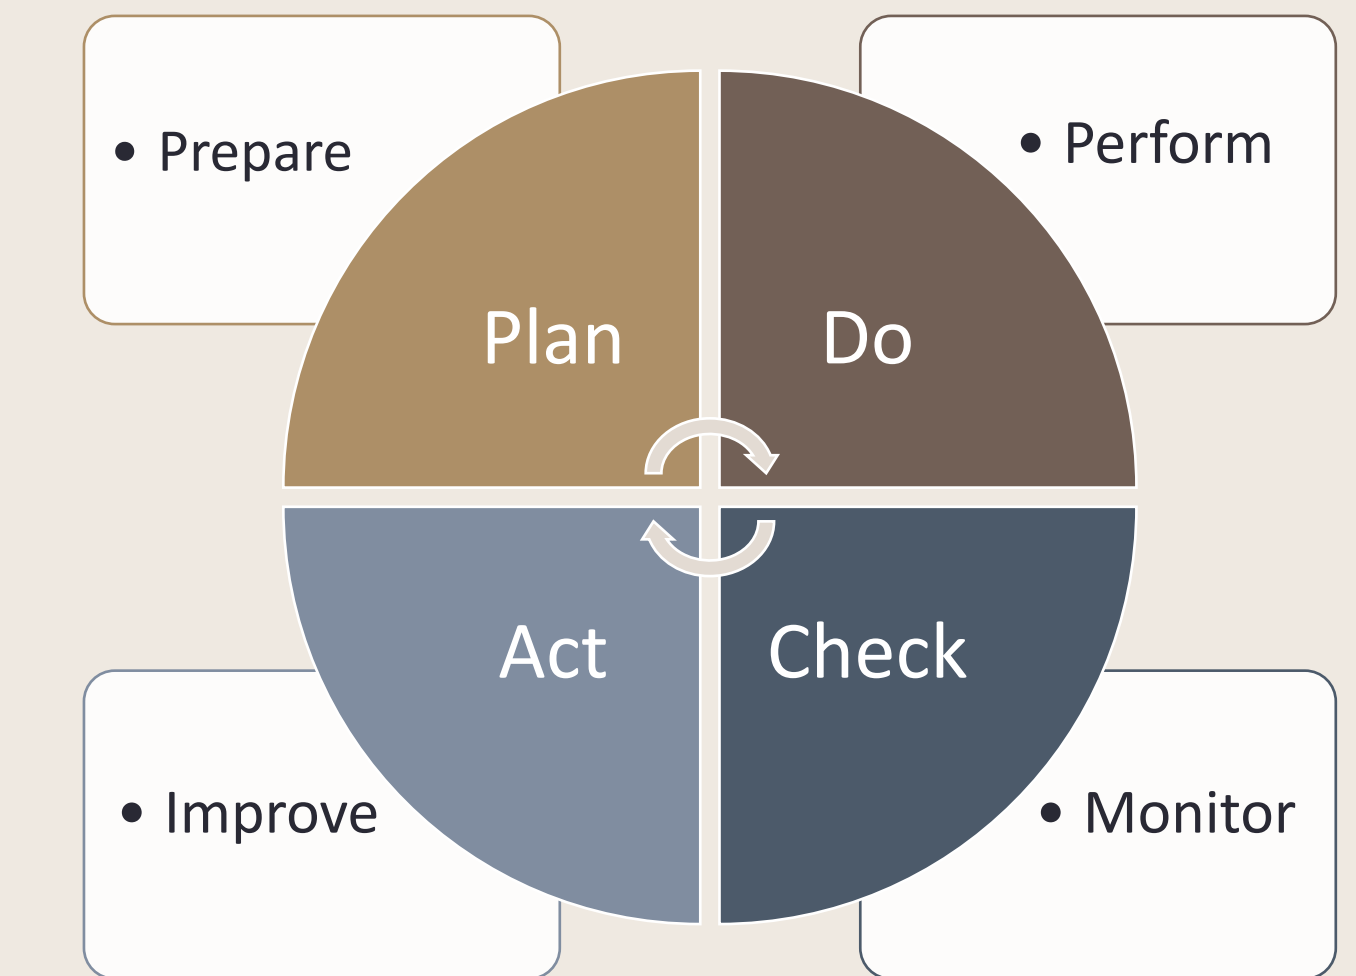 • Prepare
• Perform
Plan
Do
Act
Check
• Improve
• Monitor